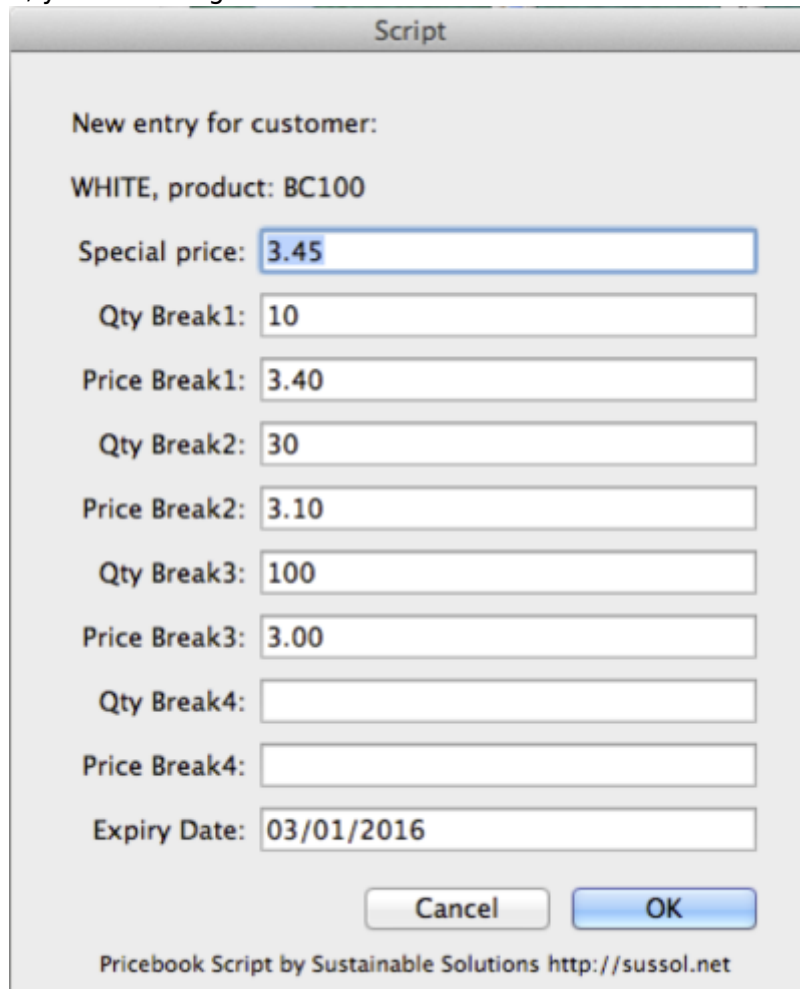 Script
New entry for customer:
WHITE, product: BC100
Special price: 3.45
Qty Break1: 10
Price Break1: 3.40
Qty Break2: 30
Price Break2: 3.10
Qty Break3: 100
Price Break3: 3.00
Qty Break4:
Price Break4:
Expiry Date: 03/01/2016
Cancel OK
Pricebook Script by Sustainable Solutions http://sussol.net